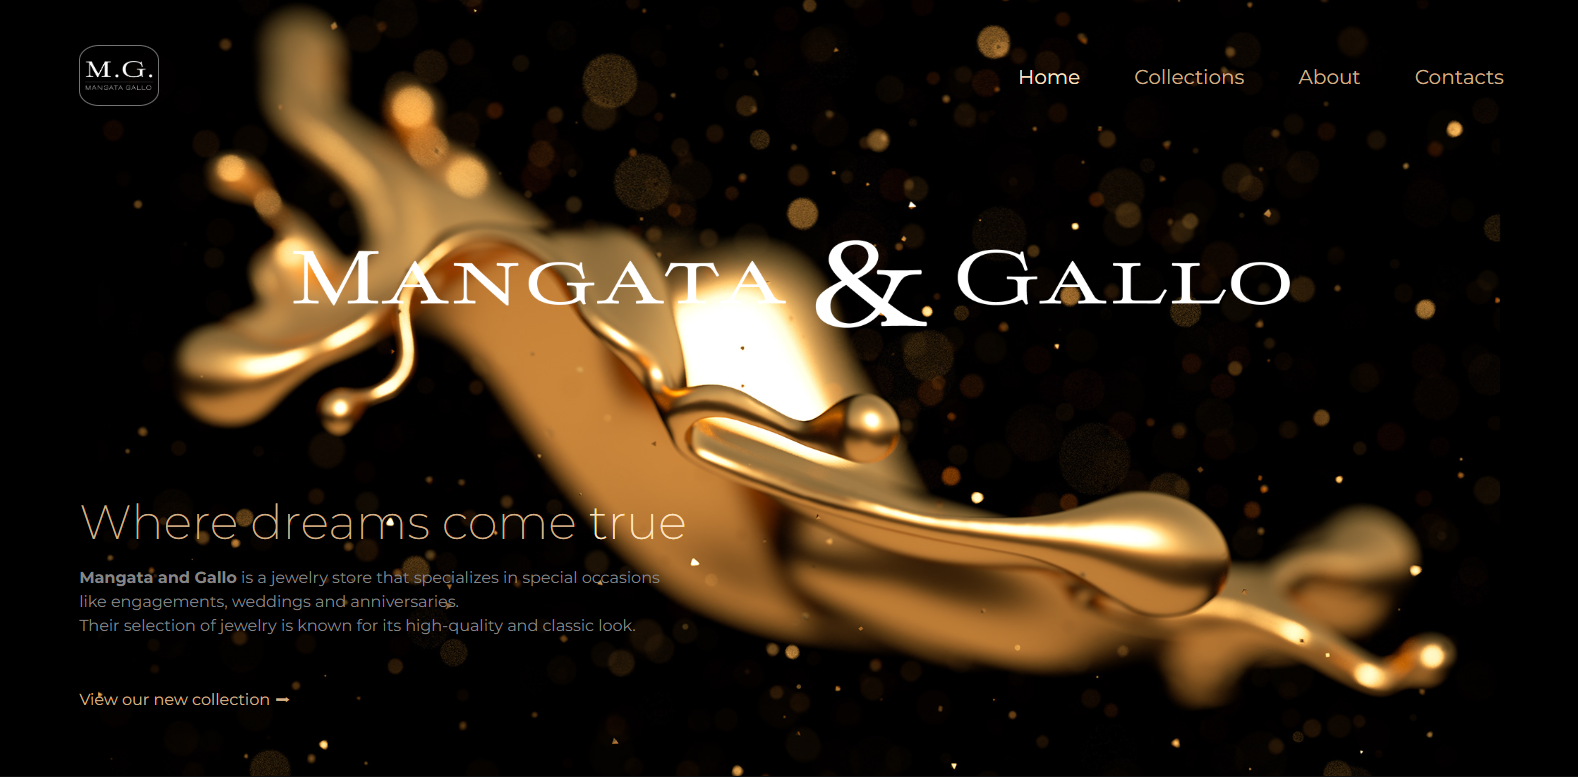 M.G.
MANGATA GALLO
Home Collections About Contacts
MANGATA & GALLO
Where dreams come true
Mangata and Gallo is a jewelry store that specializes in special occasions
like engagements, weddings and anniversaries.
Their selection of jewelry is known for its high-quality and classic look.
View our new collection ➞